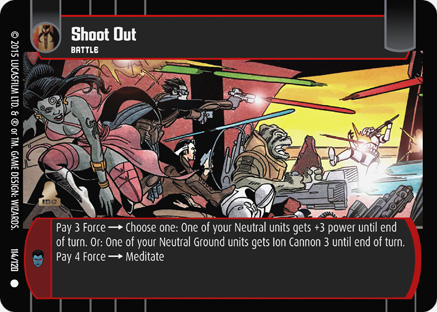 Shoot Out
BATTLE
Pay 3 Force → Choose one: One of your Neutral units gets +3 power until end
of turn. Or: One of your Neutral Ground units gets Ion Cannon 3 until end of turn.
Pay 4 Force → Meditate
© 2015 LUCASFILM LTD. & ® or TM. GAME DESIGN: WIZARDS.
114/120